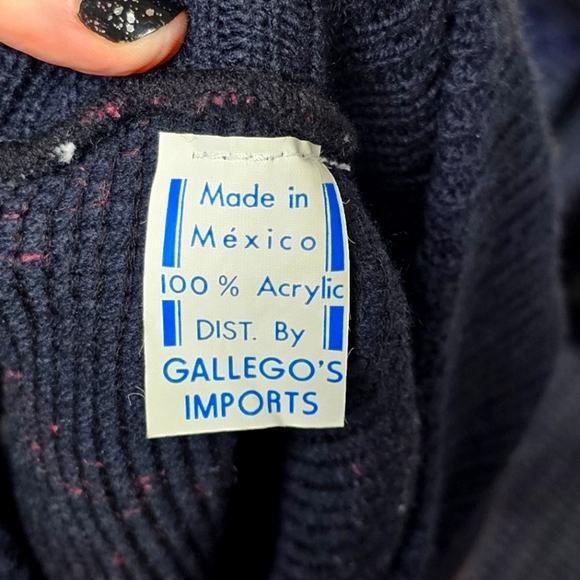 Made in
México
100 % Acrylic
DIST. By
GALLEGO'S
IMPORTS